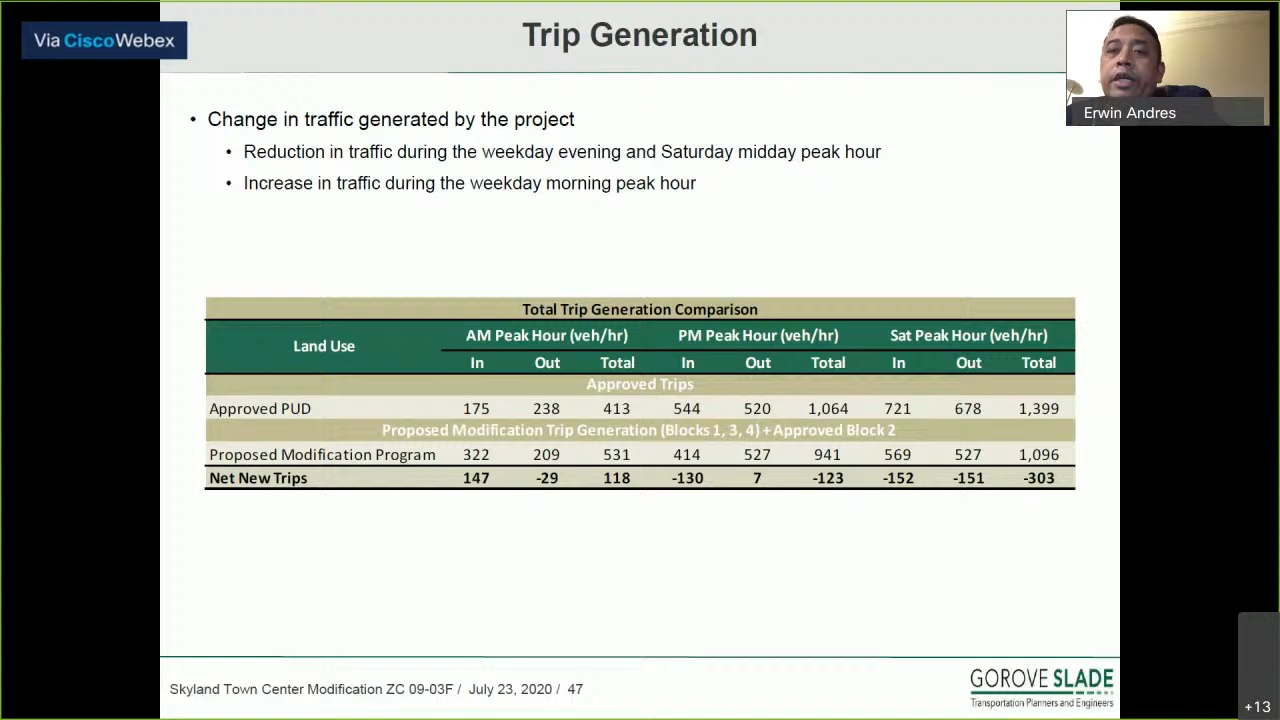 Via CiscoWebex
Trip Generation
Erwin Andres
• Change in traffic generated by the project
• Reduction in traffic during the weekday evening and Saturday midday peak hour
• Increase in traffic during the weekday morning peak hour
Total Trip Generation Comparison
Land Use AM Peak Hour (veh/hr) PM Peak Hour (veh/hr) Sat Peak Hour (veh/hr)
In Out Total In Out Total In Out Total
Approved Trips
Approved PUD 175 238 413 544 520 1,064 721 678 1,399
Proposed Modification Trip Generation (Blocks 1, 3, 4) + Approved Block 2
Proposed Modification Program 322 209 531 414 527 941 569 527 1,096
Net New Trips 147 -29 118 -130 7 -123 -152 -151 -303
Skyland Town Center Modification ZC 09-03F / July 23, 2020 / 47
GOROVE SLADE
Transportation Planners and Engineers
+13